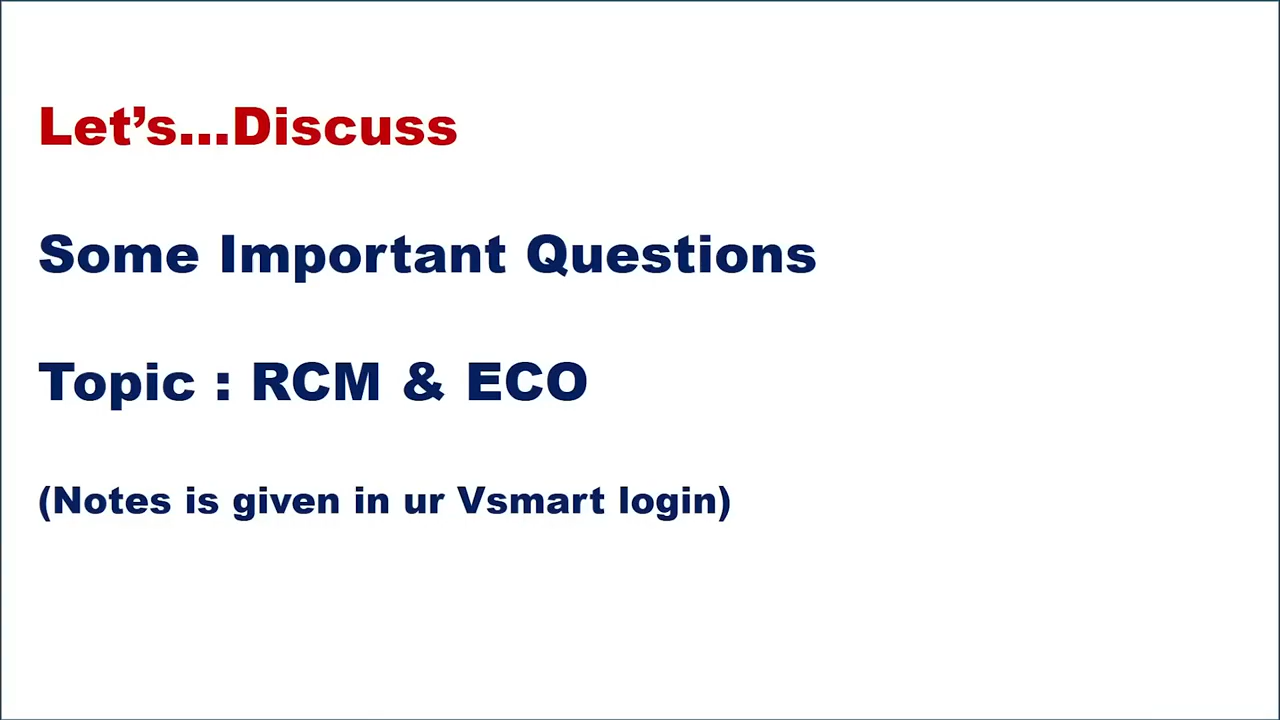 Let’s...Discuss
Some Important Questions
Topic : RCM & ECO
(Notes is given in ur Vsmart login)